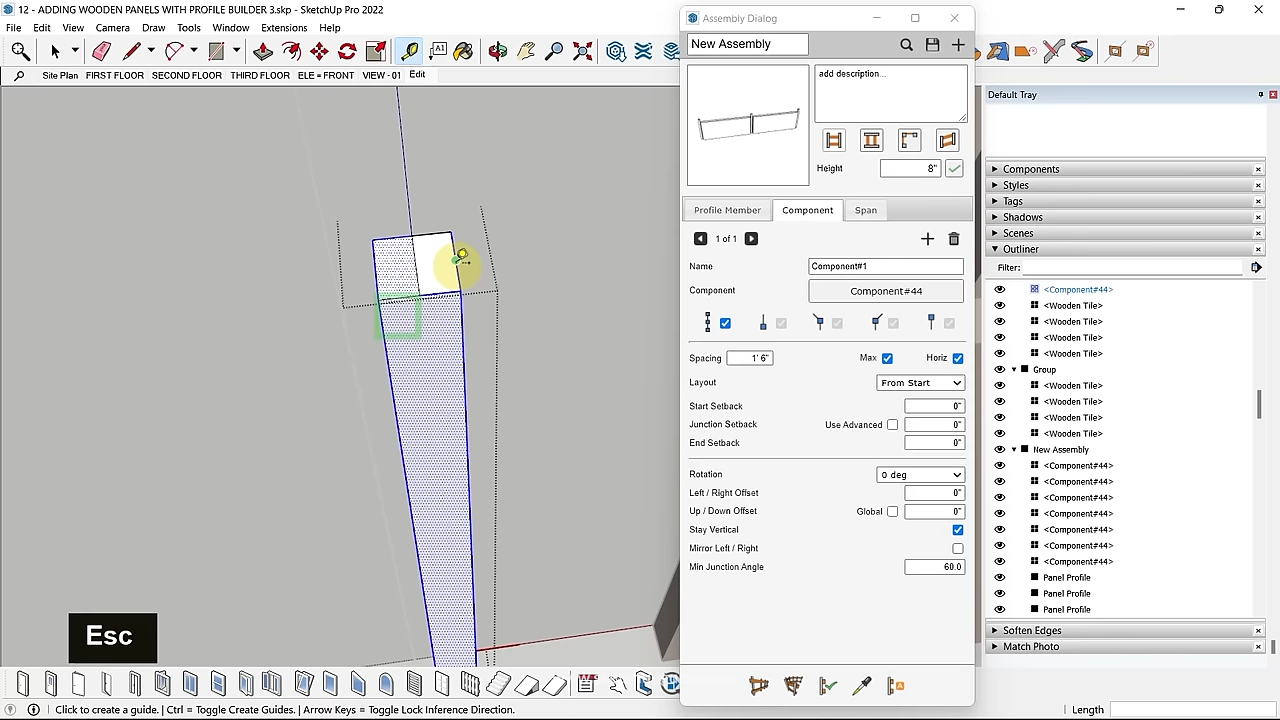 12 - ADDING WOODEN PANELS WITH PROFILE BUILDER 3.skp - SketchUp Pro 2022
File Edit View Camera Draw Tools Window Extensions Help
Site Plan FIRST FLOOR SECOND FLOOR THIRD FLOOR ELE = FRONT VIEW - 01 Edit
Assembly Dialog
New Assembly
add description...
Height 8"
Profile Member Component Span
1 of 1
Name Component#1
Component Component#44
Spacing 1' 6" Max Horiz
Layout From Start
Start Setback 0"
Junction Setback Use Advanced 0"
End Setback 0"
Rotation 0 deg
Left / Right Offset 0"
Up / Down Offset Global 0"
Stay Vertical
Mirror Left / Right
Min Junction Angle 60.0
Default Tray
Components
Styles
Tags
Shadows
Scenes
Outliner
Filter:
<Component#44>
<Wooden Tile>
<Wooden Tile>
<Wooden Tile>
<Wooden Tile>
Group
<Wooden Tile>
<Wooden Tile>
<Wooden Tile>
<Wooden Tile>
New Assembly
<Component#44>
<Component#44>
<Component#44>
<Component#44>
<Component#44>
<Component#44>
<Component#44>
Panel Profile
Panel Profile
Panel Profile
Soften Edges
Match Photo
Esc
Click to create a guide. | Ctrl = Toggle Create Guides. | Arrow Keys = Toggle Lock Inference Direction.
Length